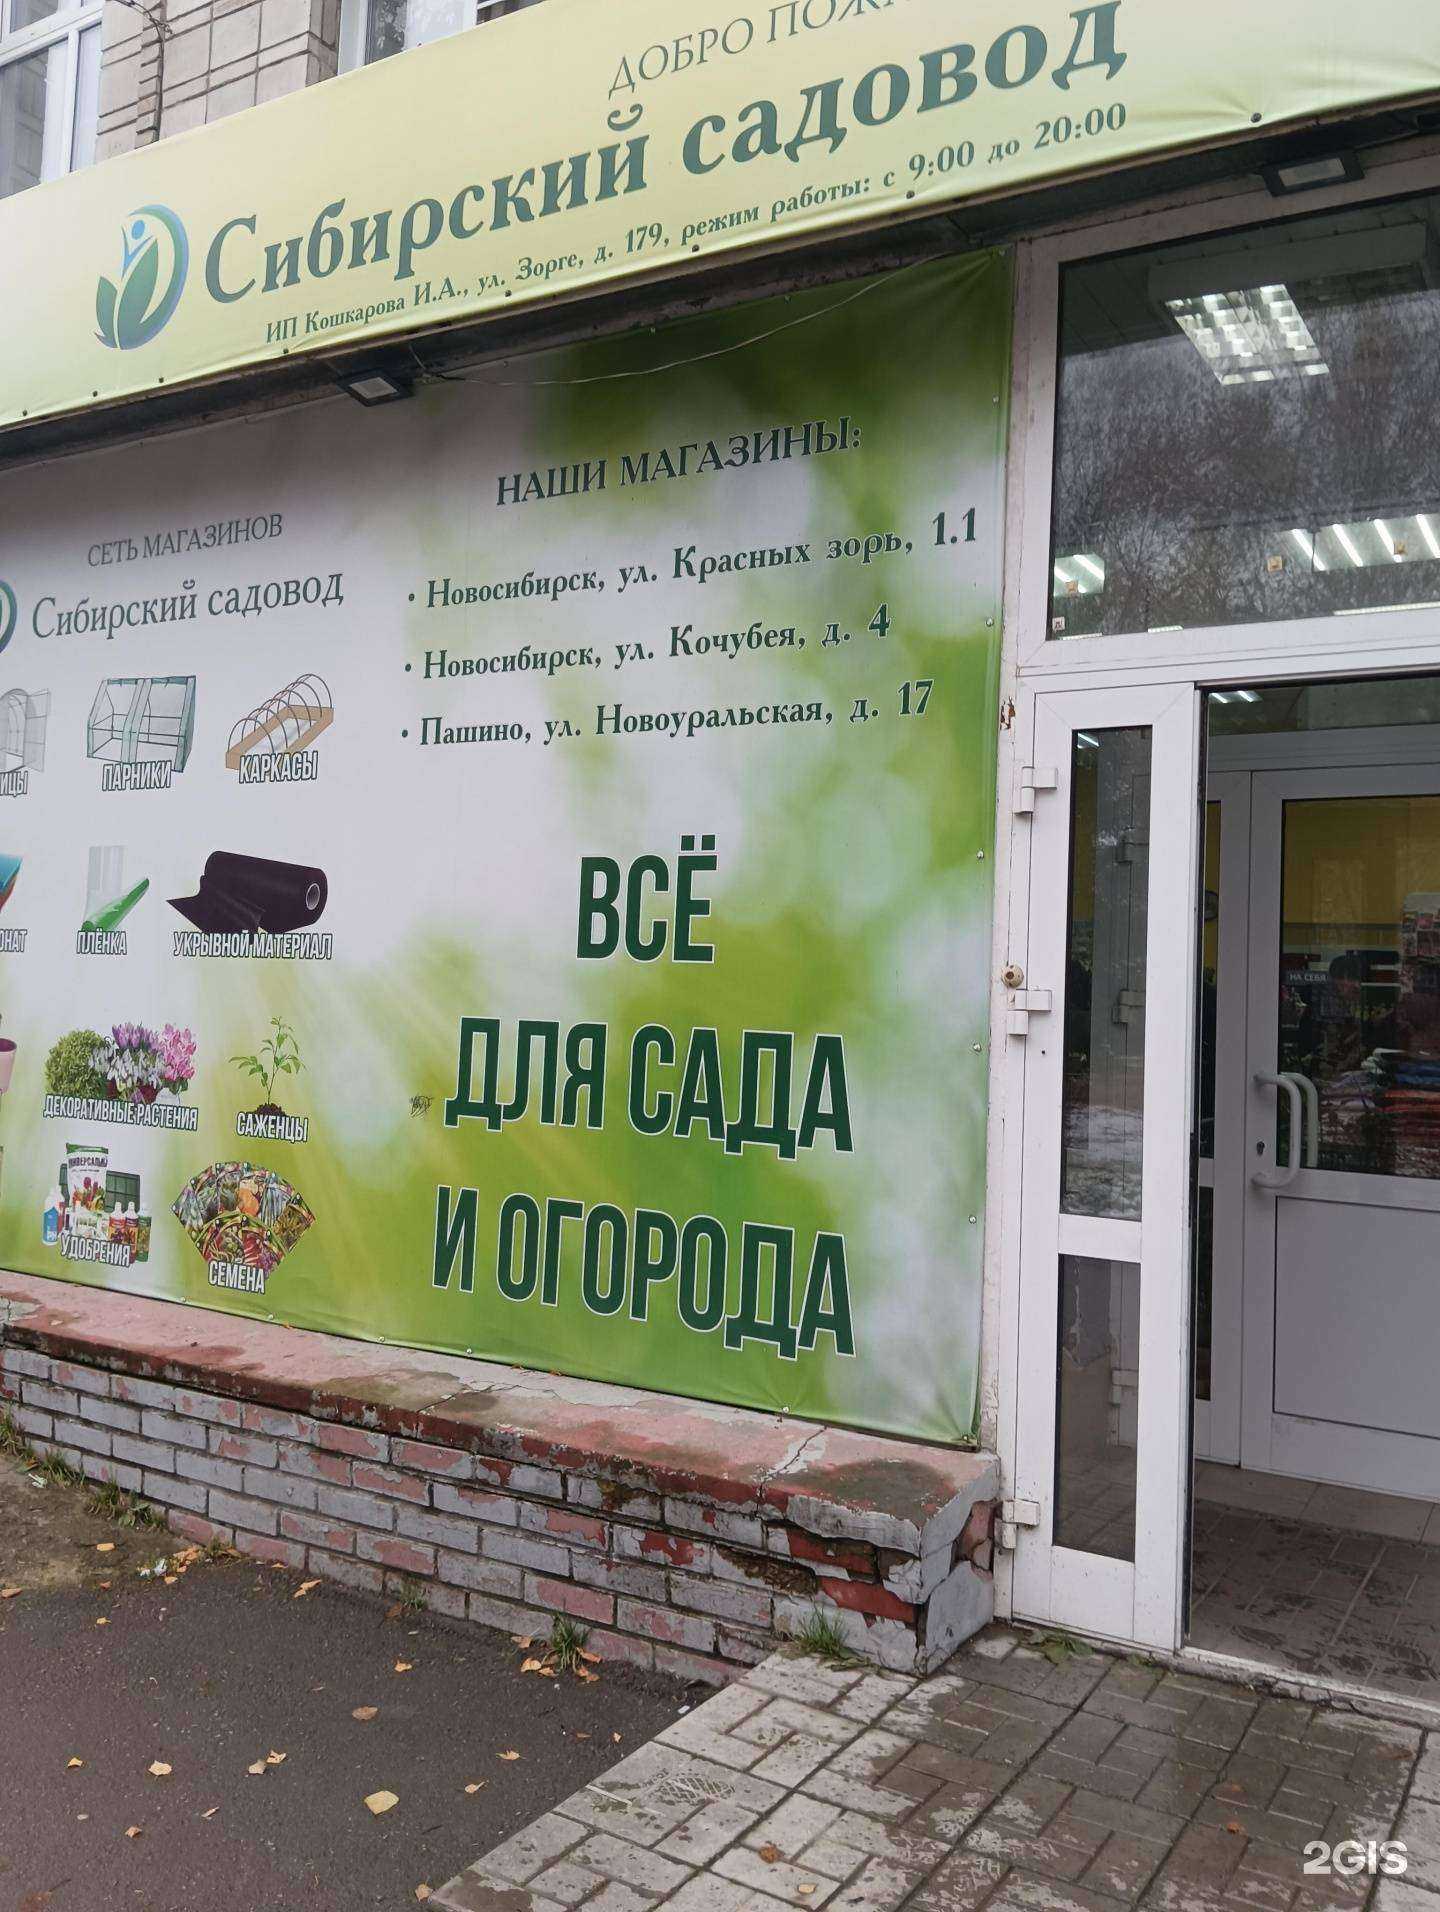 ДОБРО
Сибирский садовод
ИП Кошкарова И.А., ул. Зорге, д. 179, режим работы: с 9:00 до 20:00
СЕТЬ МАГАЗИНОВ
Сибирский садовод
ПАРНИКИ
КАРКАСЫ
ПЛЁНКА
УКРЫВНОЙ МАТЕРИАЛ
ДЕКОРАТИВНЫЕ РАСТЕНИЯ
САЖЕНЦЫ
УДОБРЕНИЯ
СЕМЕНА
НАШИ МАГАЗИНЫ:
• Новосибирск, ул. Красных зорь, 1.1
• Новосибирск, ул. Кочубея, д. 4
• Пашино, ул. Новоуральская, д. 17
ВСЁ
ДЛЯ САДА
И ОГОРОДА
НА СЕБЯ
2GIS